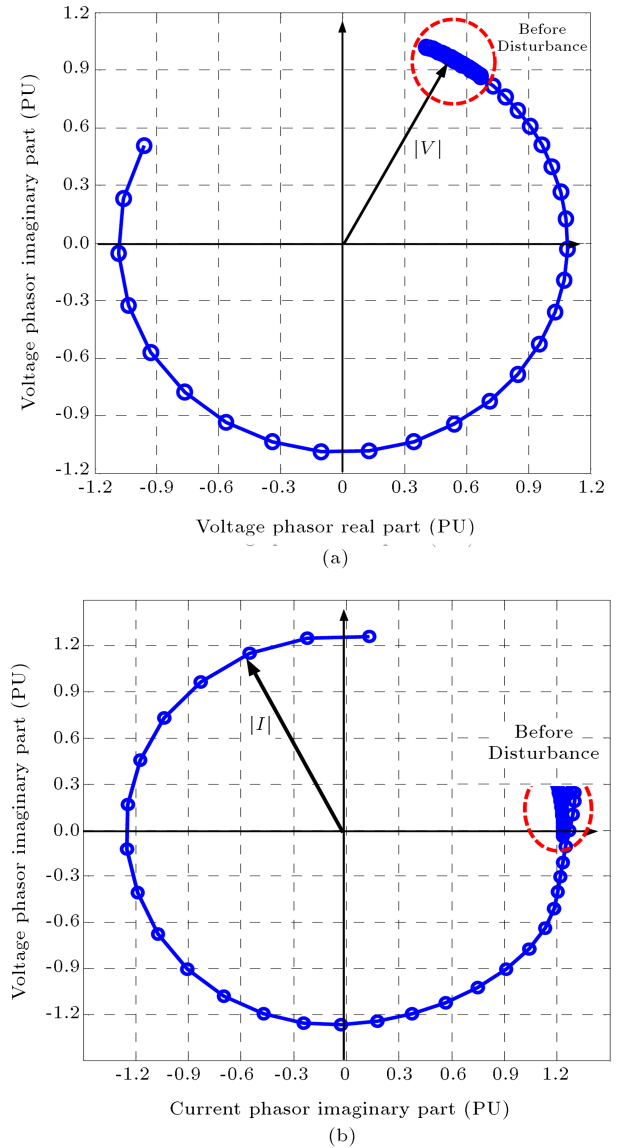 1.2
Before
Disturbance
0.9
0.6
|V|
0.3
0.0
-0.3
-0.6
-0.9
-1.2
-1.2 -0.9 -0.6 -0.3 0 0.3 0.6 0.9 1.2
Voltage phasor imaginary part (PU)
Voltage phasor real part (PU)
(a)
1.2
0.9
|I|
Before
Disturbance
0.6
0.3
0.0
-0.3
-0.6
-0.9
-1.2
-1.2 -0.9 -0.6 -0.3 0 0.3 0.6 0.9 1.2
Voltage phasor imaginary part (PU)
Current phasor imaginary part (PU)
(b)